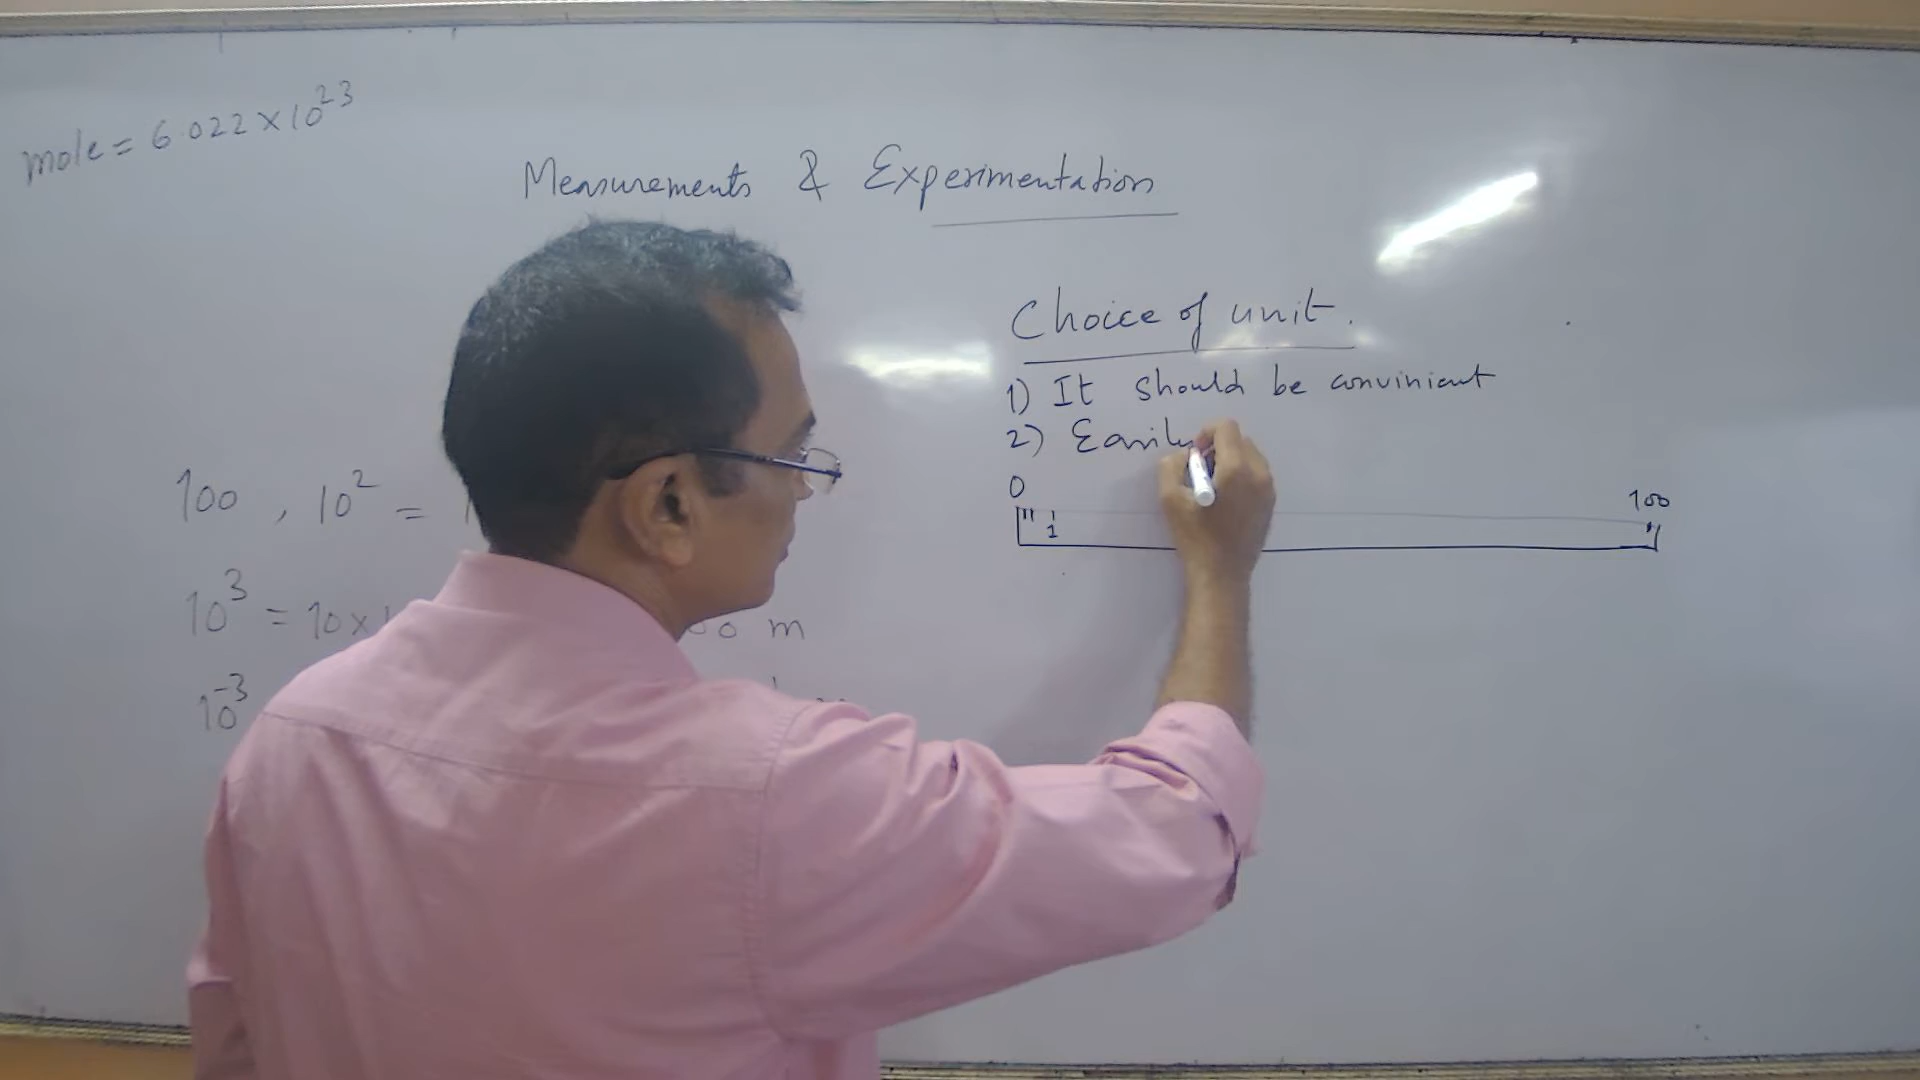 mole = 6.022 x 10^23
Measurements & Experimentation
Choice of unit.
1) It should be convinient
2) Easily
0
100
1
100 , 10^2 =
10^3 = 10 x
m
10^-3